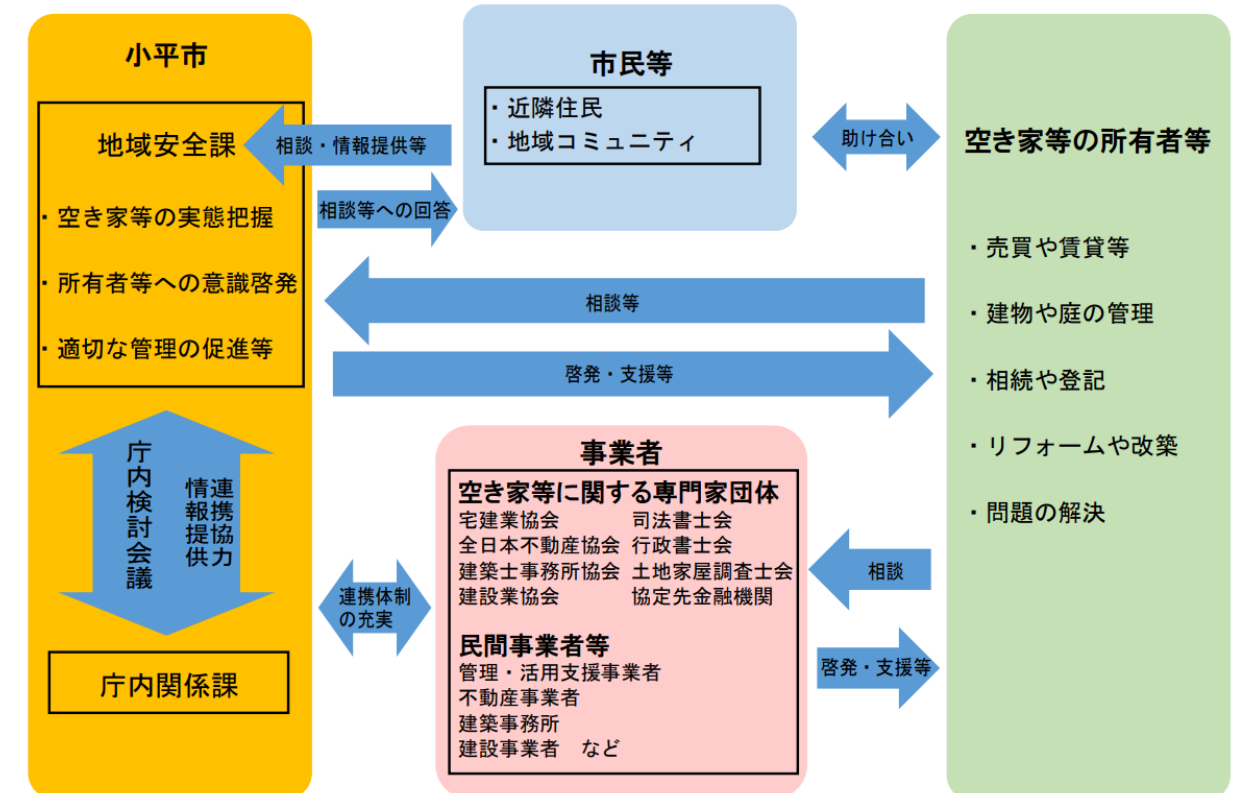 小平市
地域安全課
・空き家等の実態把握
・所有者等への意識啓発
・適切な管理の促進等
庁内検討会議
連携協力
情報提供
庁内関係課
相談・情報提供等
相談等への回答
市民等
・近隣住民
・地域コミュニティ
助け合い
相談等
啓発・支援等
連携体制
の充実
事業者
空き家等に関する専門家団体
宅建業協会 司法書士会
全日本不動産協会 行政書士会
建築士事務所協会 土地家屋調査士会
建設業協会 協定先金融機関
民間事業者等
管理・活用支援事業者
不動産事業者
建築事務所
建設事業者 など
相談
啓発・支援等
空き家等の所有者等
・売買や賃貸等
・建物や庭の管理
・相続や登記
・リフォームや改築
・問題の解決